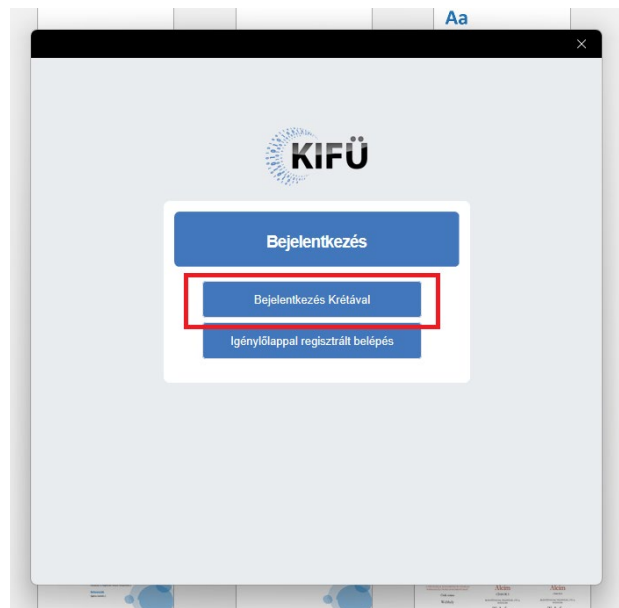 Aa
KIFÜ
Bejelentkezés
Bejelentkezés Krétával
Igénylőlappal regisztrált belépés